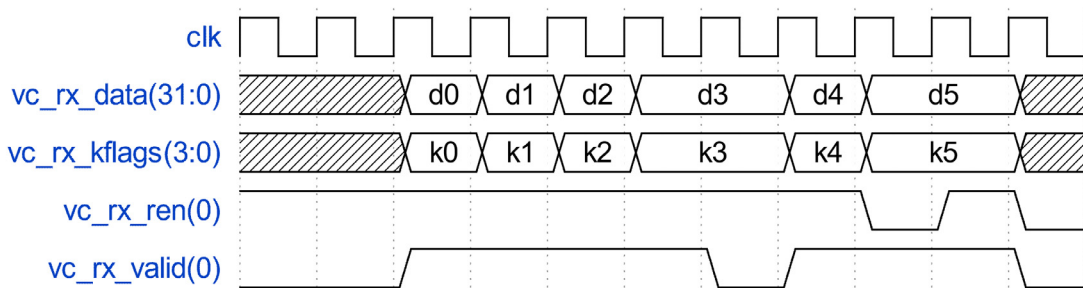 clk
vc_rx_data(31:0) d0 d1 d2 d3 d4 d5
vc_rx_kflags(3:0) k0 k1 k2 k3 k4 k5
vc_rx_ren(0)
vc_rx_valid(0)